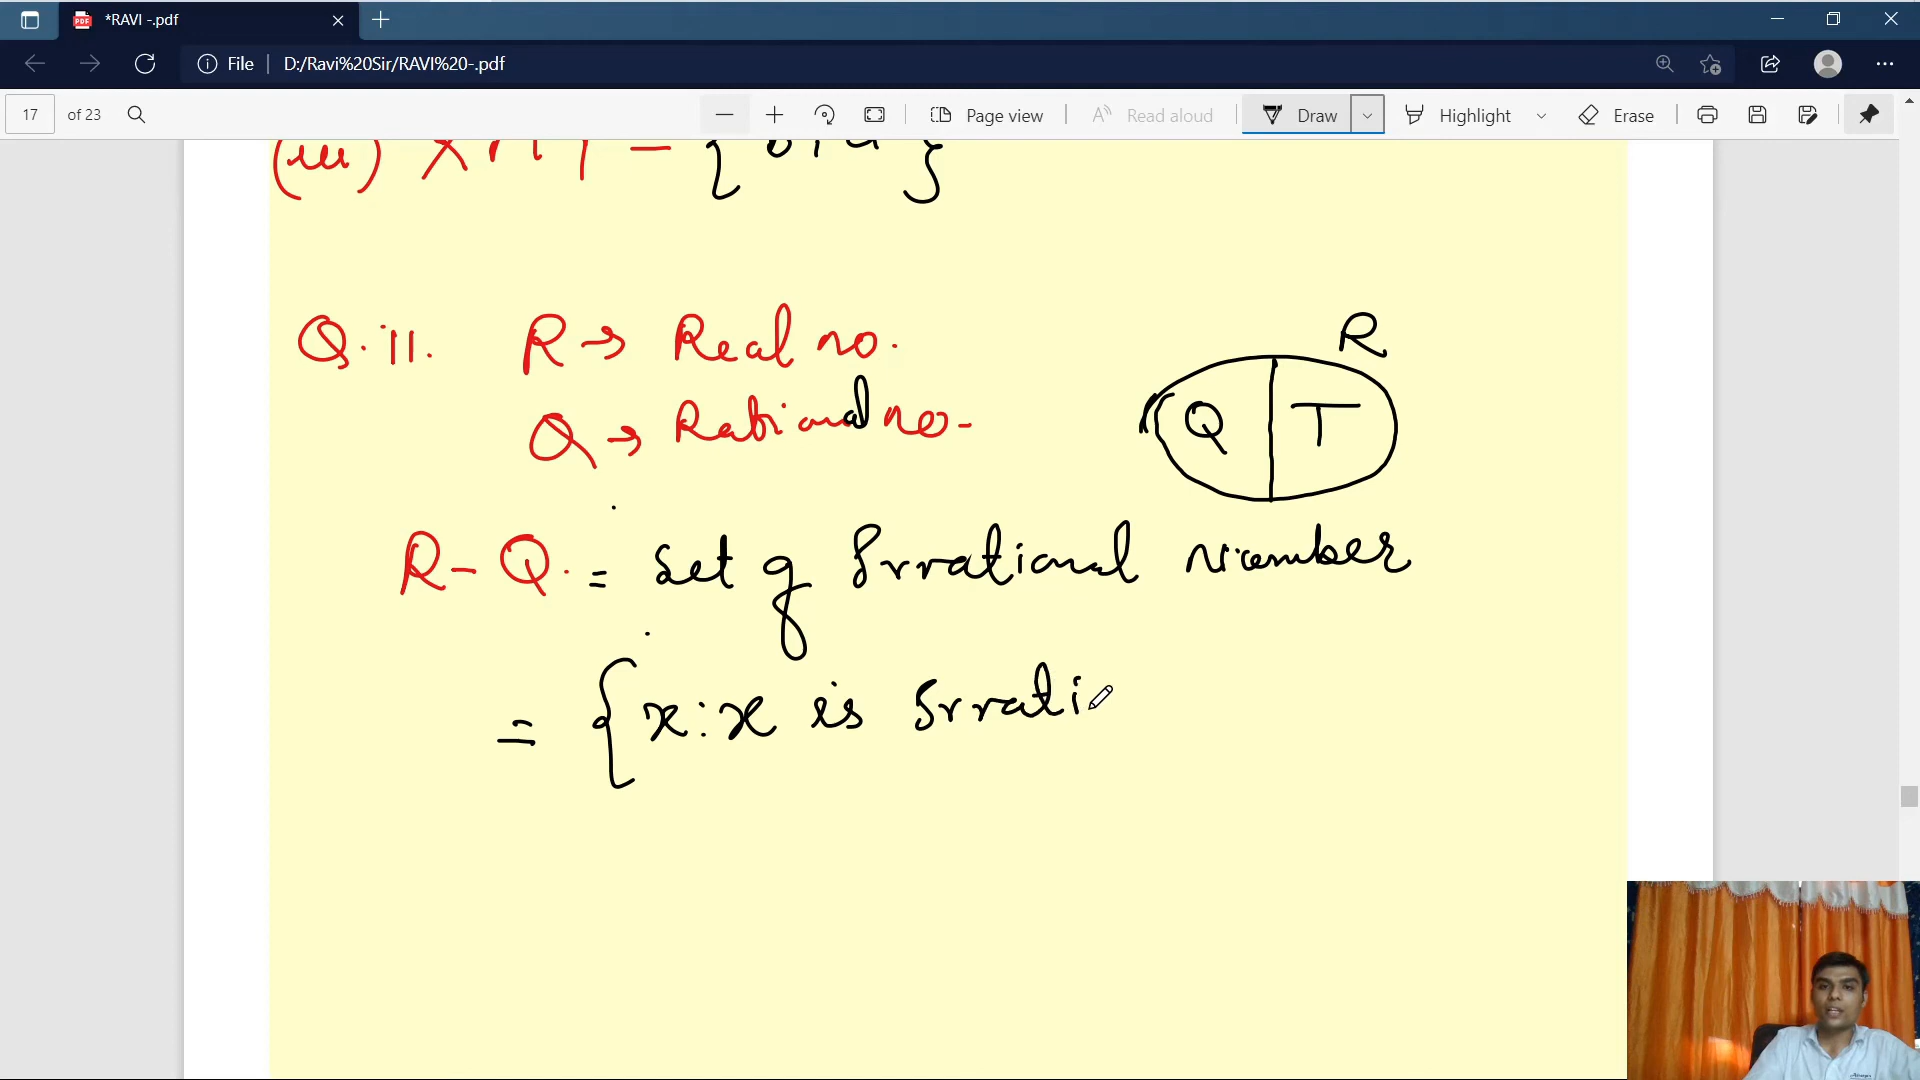 *RAVI -.pdf
File D:/Ravi%20Sir/RAVI%20-.pdf
17 of 23 Page view Read aloud Draw Highlight Erase
(iii) X ∩ Y = { b, d }
Q.11. R → Real no.
R
Q → Rational no.
Q T
R - Q. = Set of Irrational Number
= { x : x is Irrati